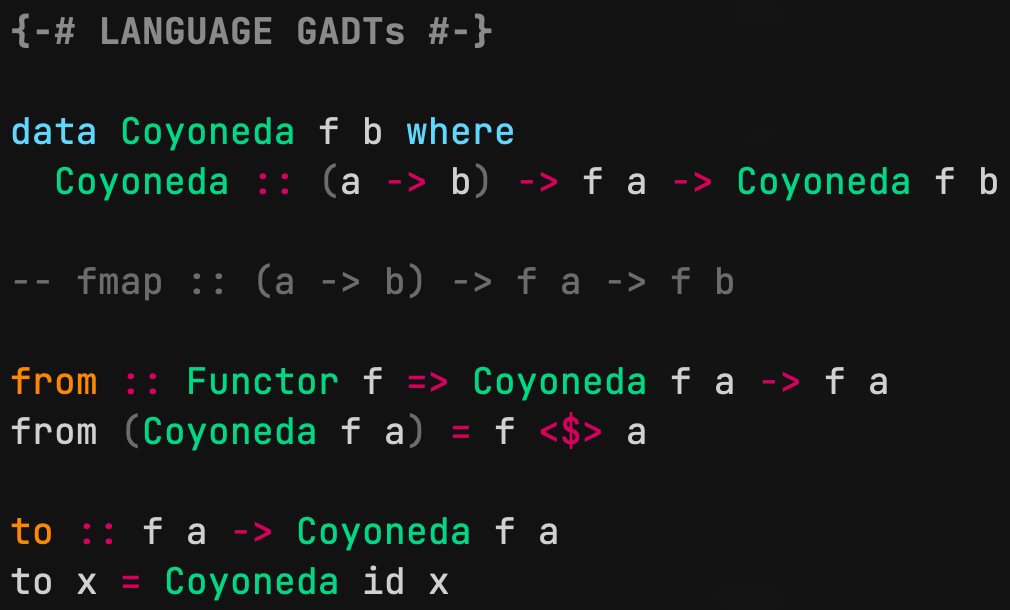 {-# LANGUAGE GADTs #-}
data Coyoneda f b where
Coyoneda :: (a -> b) -> f a -> Coyoneda f b
-- fmap :: (a -> b) -> f a -> f b
from :: Functor f => Coyoneda f a -> f a
from (Coyoneda f a) = f <$> a
to :: f a -> Coyoneda f a
to x = Coyoneda id x